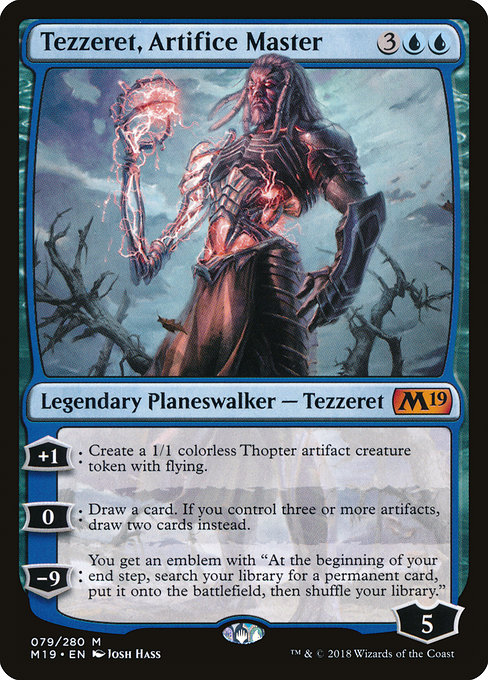 Tezzeret, Artifice Master 3
Legendary Planeswalker — Tezzeret M19
+1 : Create a 1/1 colorless Thopter artifact creature
token with flying.
0 : Draw a card. If you control three or more artifacts,
draw two cards instead.
-9 : You get an emblem with “At the beginning of your
end step, search your library for a permanent card,
put it onto the battlefield, then shuffle your library.”
5
079/280 M
M19 • EN Josh Hass
™ & © 2018 Wizards of the Coast